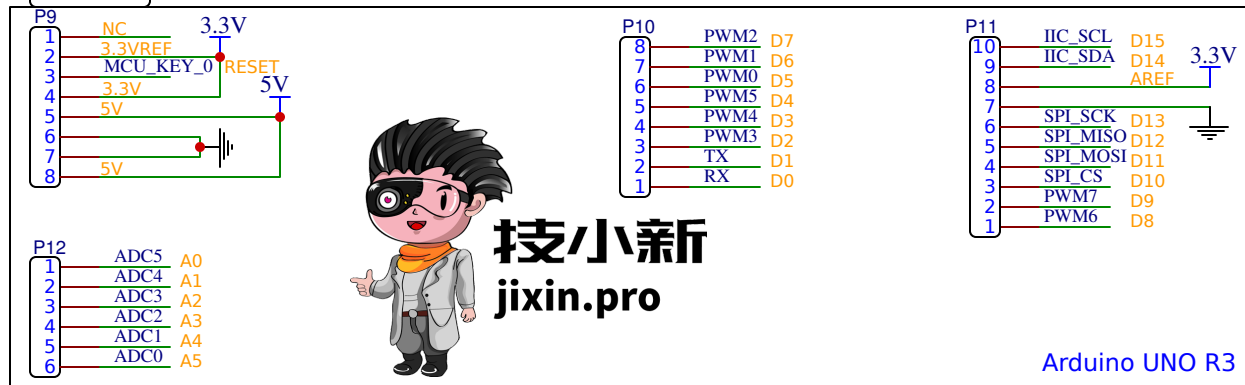 P9
1 NC
2 3.3VREF 3.3V
3 MCU_KEY_0 RESET
4 3.3V
5 5V 5V
6
7
8 5V
P10
8 PWM2 D7
7 PWM1 D6
6 PWM0 D5
5 PWM5 D4
4 PWM4 D3
3 PWM3 D2
2 TX D1
1 RX D0
P11
10 IIC_SCL D15
9 IIC_SDA D14 3.3V
8 AREF
7
6 SPI_SCK D13
5 SPI_MISO D12
4 SPI_MOSI D11
3 SPI_CS D10
2 PWM7 D9
1 PWM6 D8
P12
1 ADC5 A0
2 ADC4 A1
3 ADC3 A2
4 ADC2 A3
5 ADC1 A4
6 ADC0 A5
技小新
jixin.pro
Arduino UNO R3